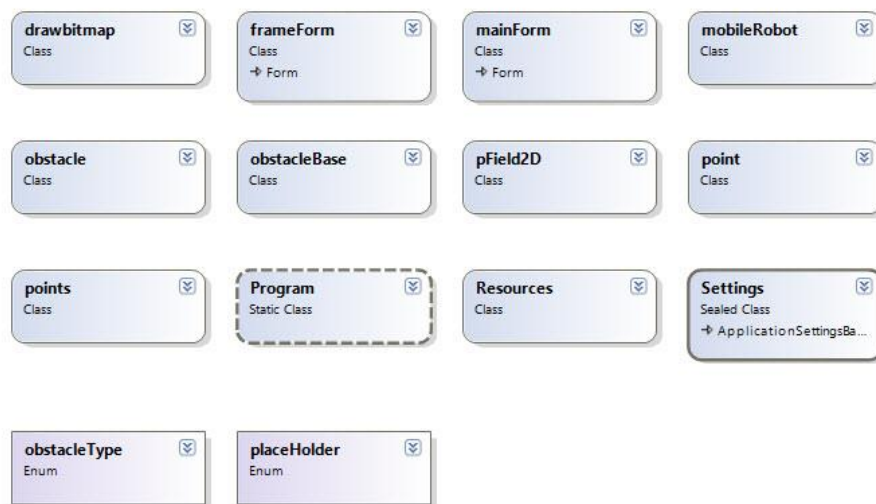 drawbitmap
Class
frameForm
Class
Form
mainForm
Class
Form
mobileRobot
Class
obstacle
Class
obstacleBase
Class
pField2D
Class
point
Class
points
Class
Program
Static Class
Resources
Class
Settings
Sealed Class
ApplicationSettingsBa...
obstacleType
Enum
placeHolder
Enum